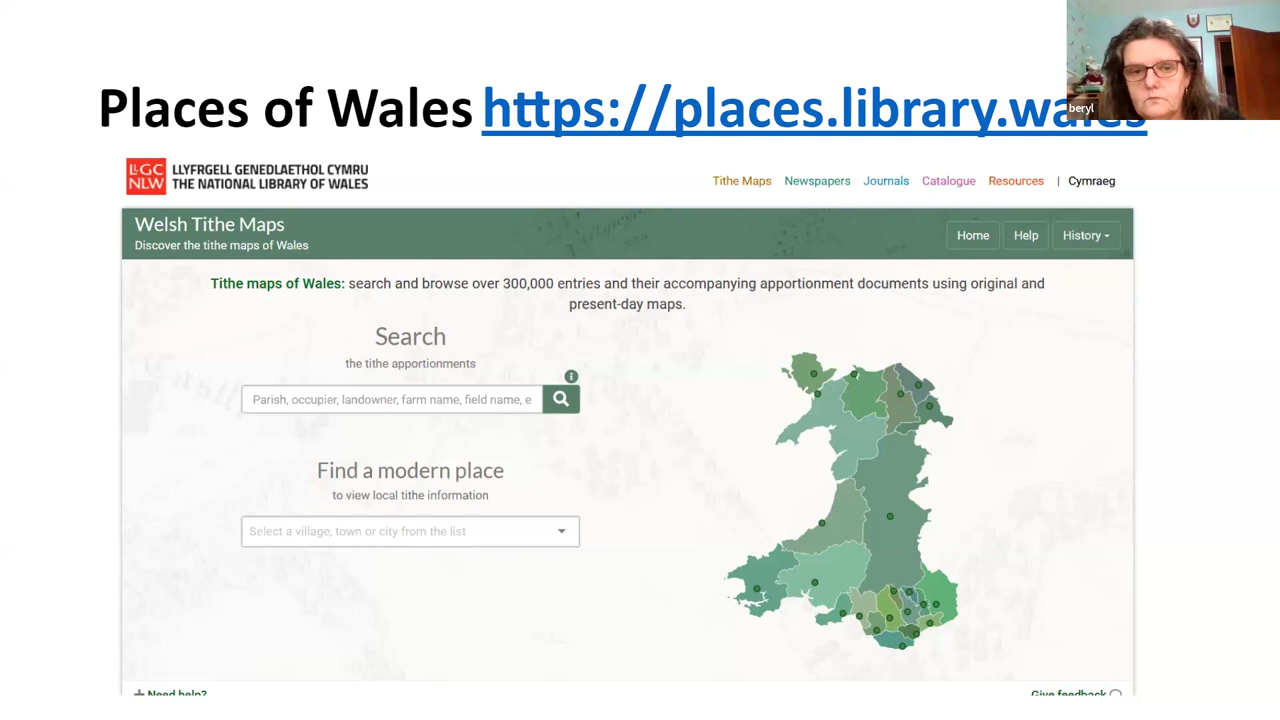 Places of Wales https://places.library.wales
beryl
LLGC
NLW
LLYFRGELL GENEDLAETHOL CYMRU
THE NATIONAL LIBRARY OF WALES
Tithe Maps Newspapers Journals Catalogue Resources | Cymraeg
Welsh Tithe Maps
Discover the tithe maps of Wales
Home Help History
Tithe maps of Wales: search and browse over 300,000 entries and their accompanying apportionment documents using original and
present-day maps.
Search
the tithe apportionments
Parish, occupier, landowner, farm name, field name, e
Find a modern place
to view local tithe information
Select a village, town or city from the list
Need help?
Give feedback